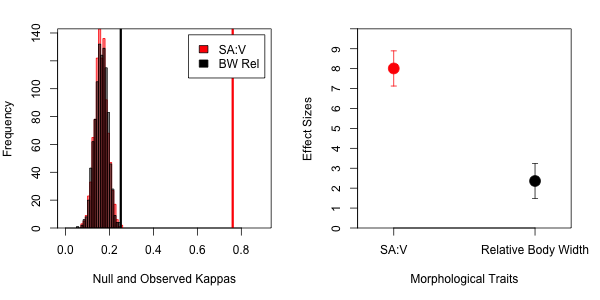 Frequency
0
20
40
60
80
100
140
SA:V
BW Rel
0.0
0.2
0.4
0.6
0.8
Null and Observed Kappas
Effect Sizes
0
1
2
3
4
5
6
7
8
9
SA:V
Relative Body Width
Morphological Traits